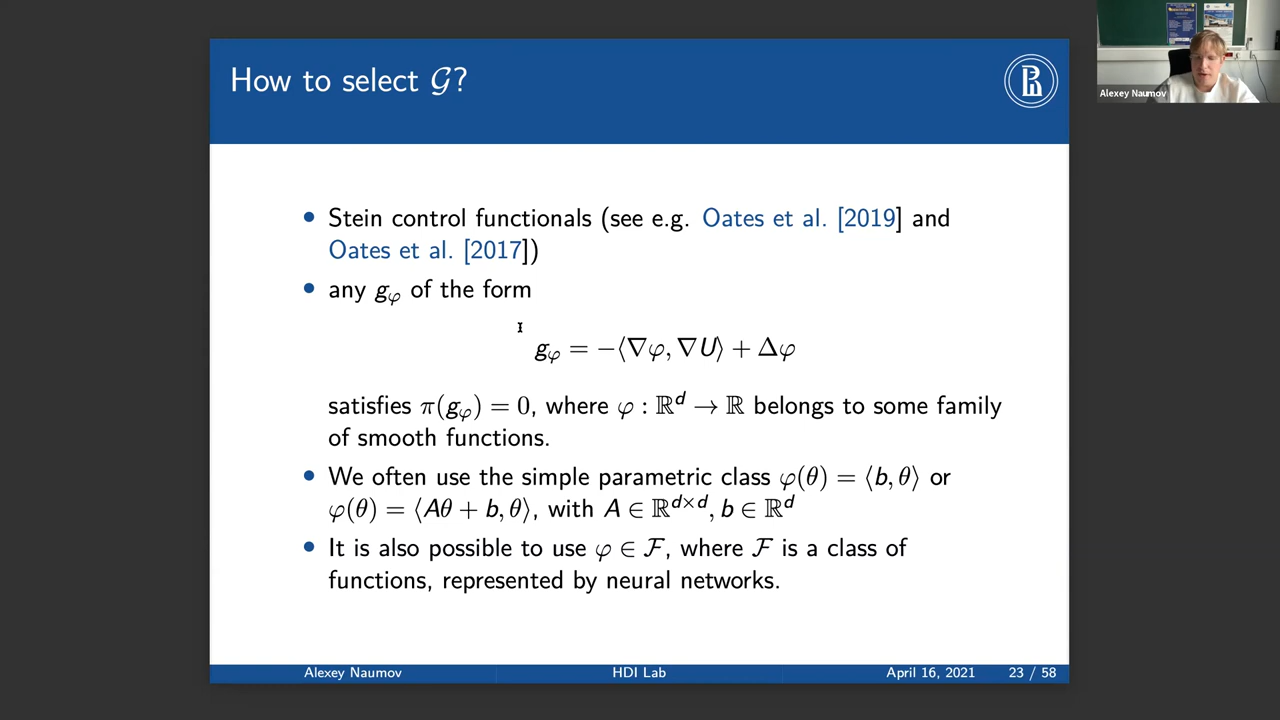 How to select 𝒢?
Alexey Naumov
• Stein control functionals (see e.g. Oates et al. [2019] and
Oates et al. [2017])
• any g_φ of the form
g_φ = −⟨∇φ, ∇U⟩ + Δφ
satisfies π(g_φ) = 0, where φ : ℝ^d → ℝ belongs to some family
of smooth functions.
• We often use the simple parametric class φ(θ) = ⟨b, θ⟩ or
φ(θ) = ⟨Aθ + b, θ⟩, with A ∈ ℝ^{d×d}, b ∈ ℝ^d
• It is also possible to use φ ∈ ℱ, where ℱ is a class of
functions, represented by neural networks.
Alexey Naumov HDI Lab April 16, 2021 23 / 58